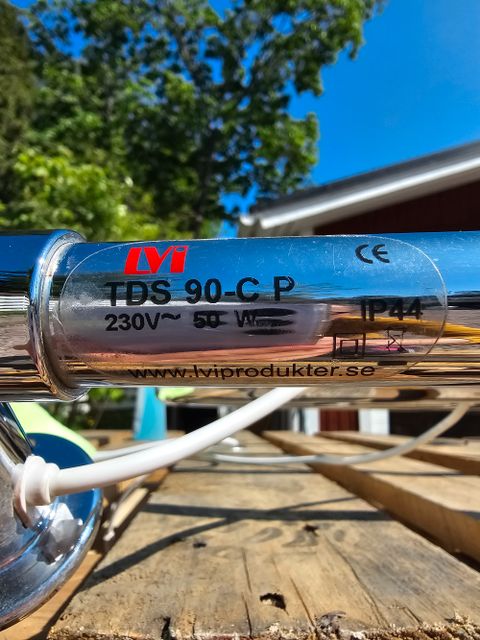 LVi
CE
TDS 90-C P
230V~ 50 W
IP44
www.lviprodukter.se